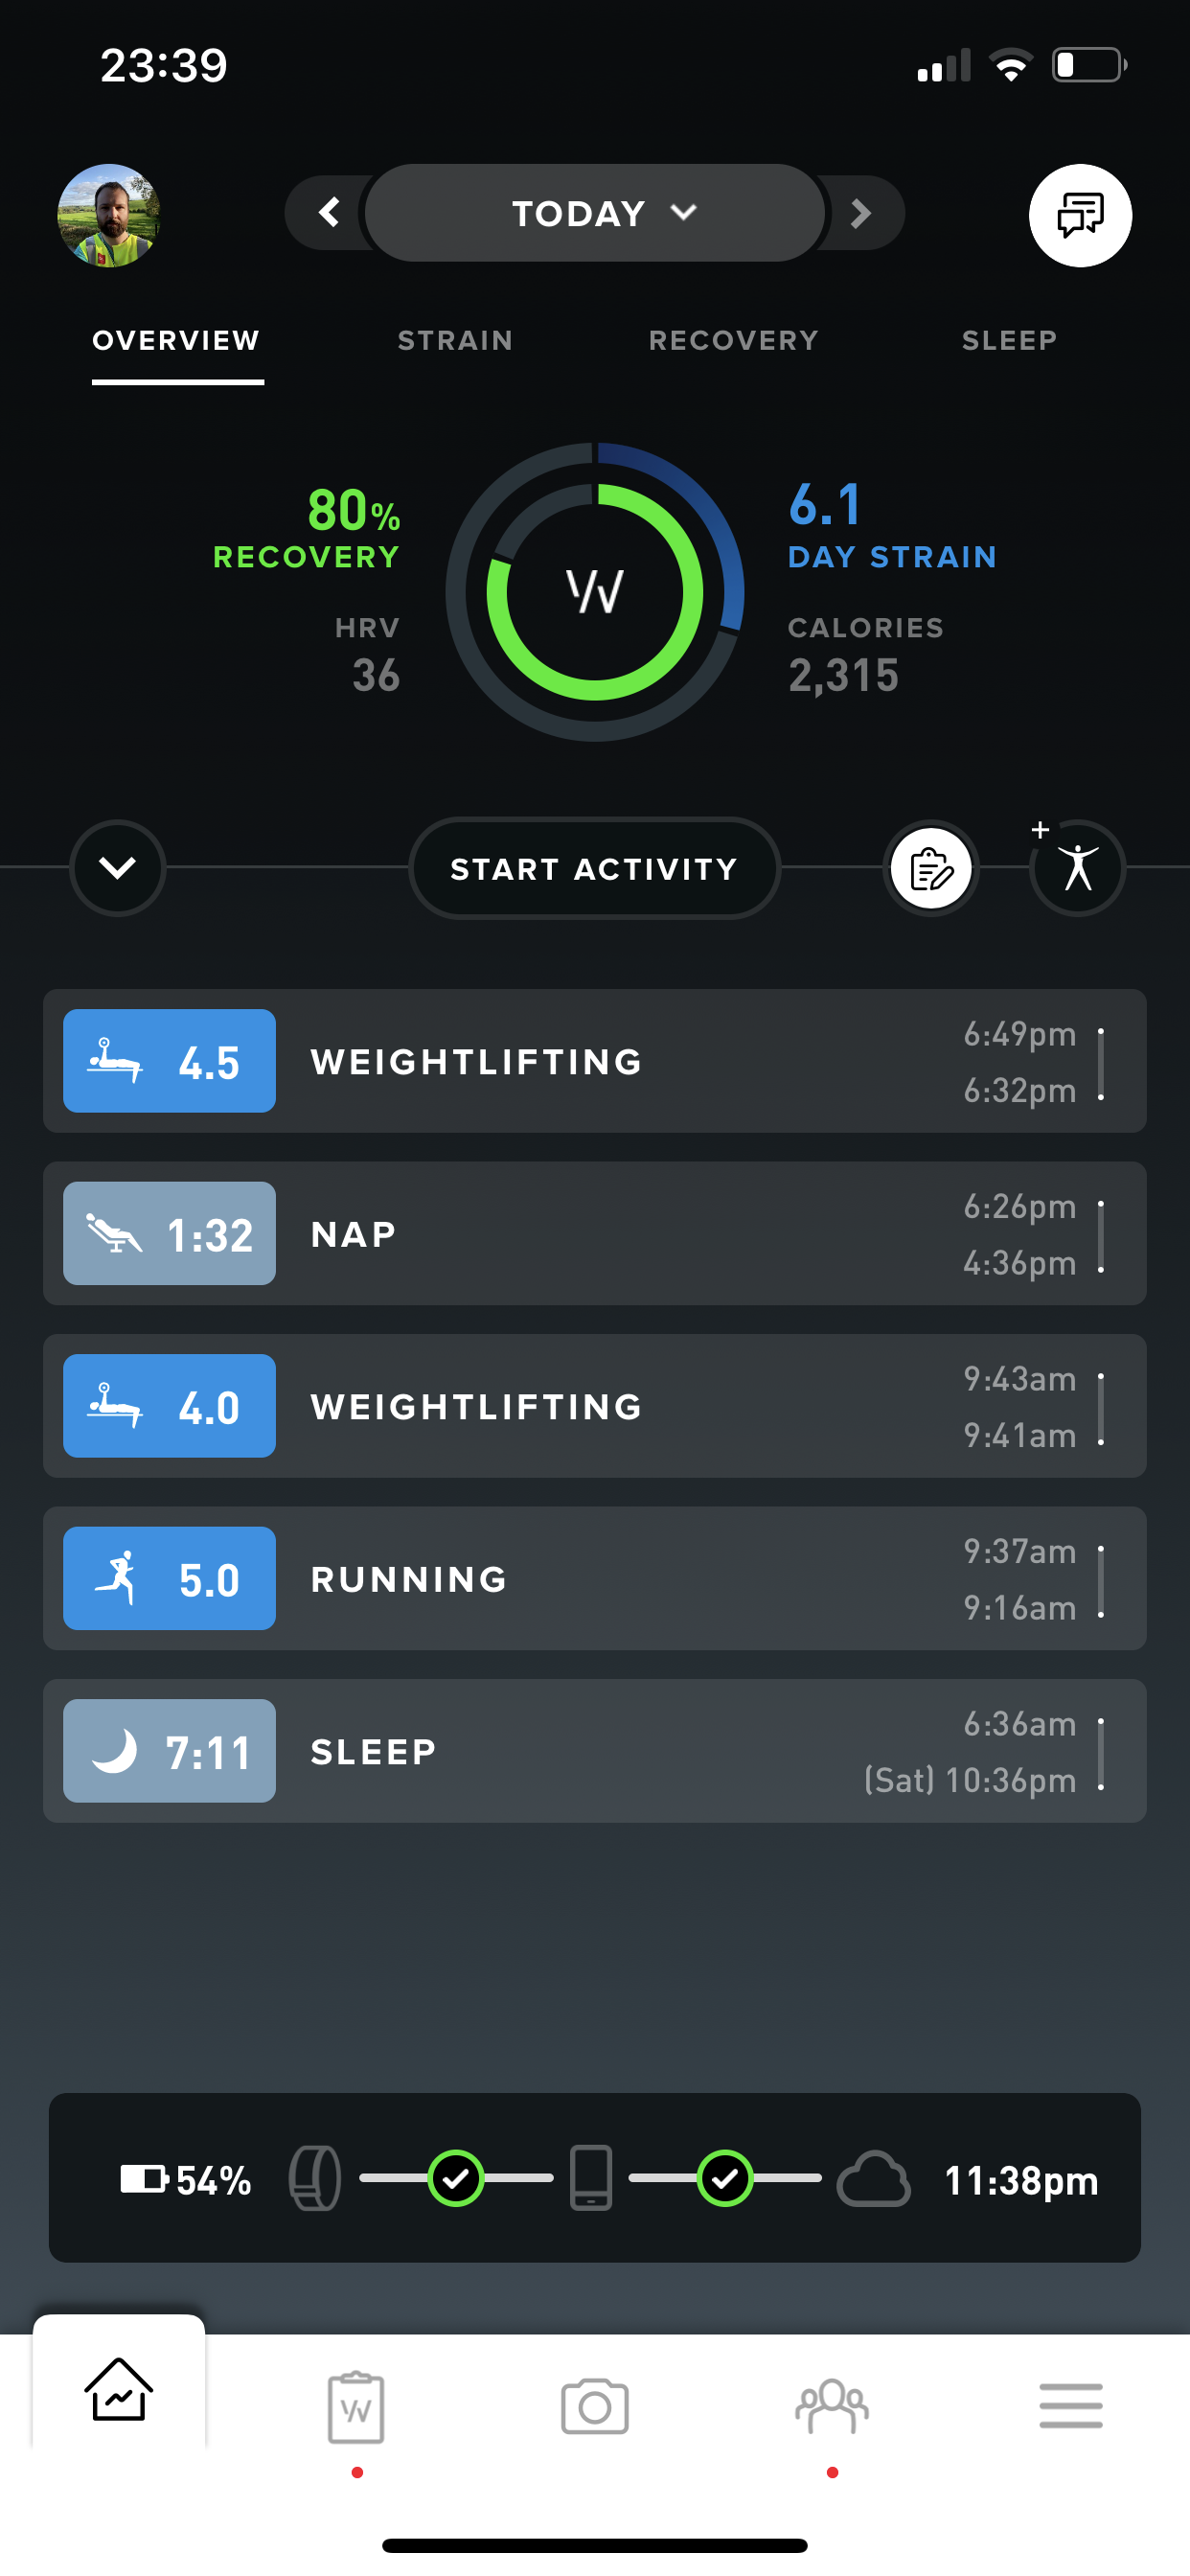 23:39
TODAY
OVERVIEW STRAIN RECOVERY SLEEP
80%
RECOVERY
HRV
36
6.1
DAY STRAIN
CALORIES
2,315
START ACTIVITY
4.5 WEIGHTLIFTING 6:49pm
6:32pm
1:32 NAP 6:26pm
4:36pm
4.0 WEIGHTLIFTING 9:43am
9:41am
5.0 RUNNING 9:37am
9:16am
7:11 SLEEP 6:36am
(Sat) 10:36pm
54% 11:38pm